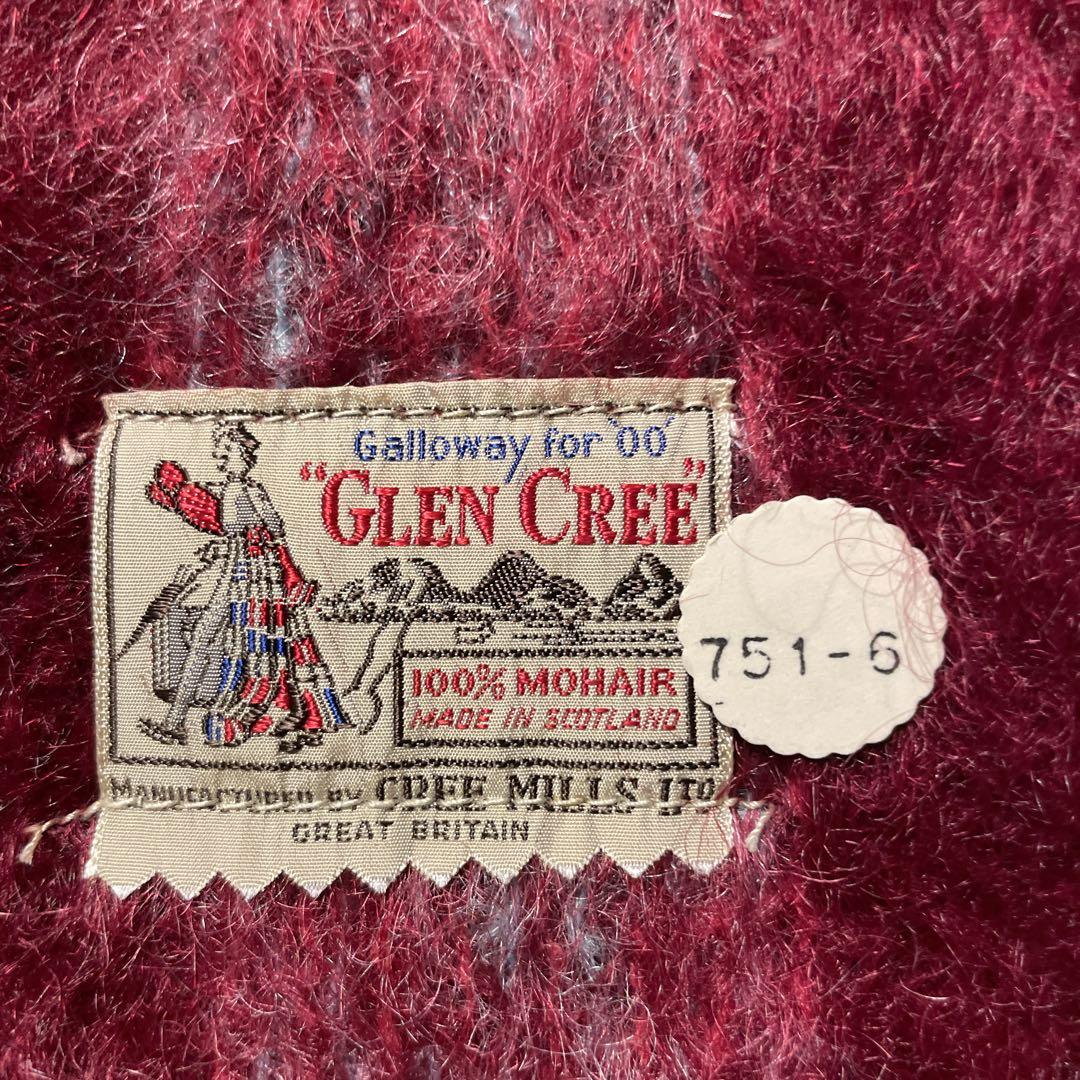 Galloway for '00'
"GLEN CREE"
100% MOHAIR
MADE IN SCOTLAND
751-6
MANUFACTURED BY CREE MILLS LTD
GREAT BRITAIN